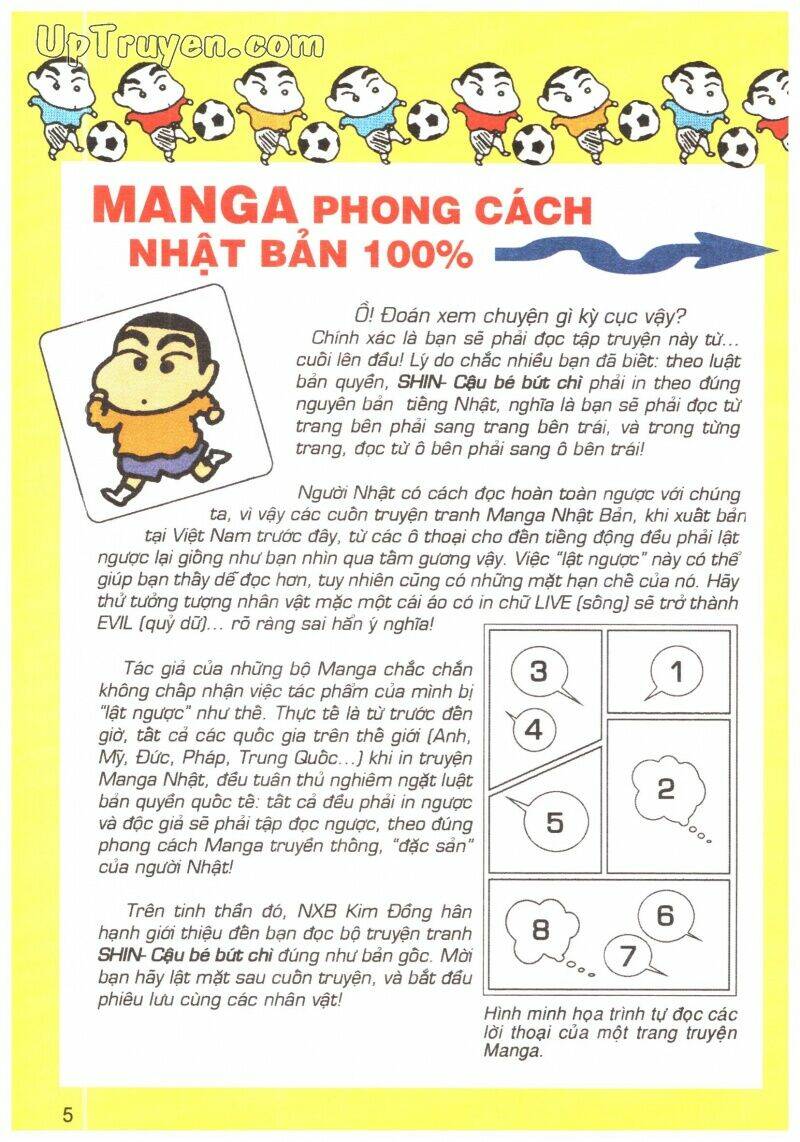 UpTruyen.com
MANGA PHONG CÁCH
NHẬT BẢN 100%
Ồ! Đoán xem chuyện gì kỳ cục vậy?
Chính xác là bạn sẽ phải đọc tập truyện này từ...
cuối lên đầu! Lý do chắc nhiều bạn đã biết: theo luật
bản quyền, SHIN- Cậu bé bút chì phải in theo đúng
nguyên bản tiếng Nhật, nghĩa là bạn sẽ phải đọc từ
trang bên phải sang trang bên trái, và trong từng
trang, đọc từ ô bên phải sang ô bên trái!
Người Nhật có cách đọc hoàn toàn ngược với chúng
ta, vì vậy các cuốn truyện tranh Manga Nhật Bản, khi xuất bản
tại Việt Nam trước đây, từ các ô thoại cho đến tiếng động đều phải lật
ngược lại giống như bạn nhìn qua tấm gương vậy. Việc "lật ngược" này có thể
giúp bạn thấy dễ đọc hơn, tuy nhiên cũng có những mặt hạn chế của nó. Hãy
thử tưởng tượng nhân vật mặc một cái áo có in chữ LIVE (sống) sẽ trở thành
EVIL (quỷ dữ)... rõ ràng sai hẳn ý nghĩa!
Tác giả của những bộ Manga chắc chắn
không chấp nhận việc tác phẩm của mình bị
"lật ngược" như thế. Thực tế là từ trước đến
giờ, tất cả các quốc gia trên thế giới (Anh,
Mỹ, Đức, Pháp, Trung Quốc...) khi in truyện
Manga Nhật, đều tuân thủ nghiêm ngặt luật
bản quyền quốc tế: tất cả đều phải in ngược
và độc giả sẽ phải tập đọc ngược, theo đúng
phong cách Manga truyền thống, "đặc sản"
của người Nhật!
Trên tinh thần đó, NXB Kim Đồng hân
hạnh giới thiệu đến bạn đọc bộ truyện tranh
SHIN- Cậu bé bút chì đúng như bản gốc. Mời
bạn hãy lật mặt sau cuốn truyện, và bắt đầu
phiêu lưu cùng các nhân vật!
3
1
4
2
5
6
8
7
Hình minh họa trình tự đọc các
lời thoại của một trang truyện
Manga.
5